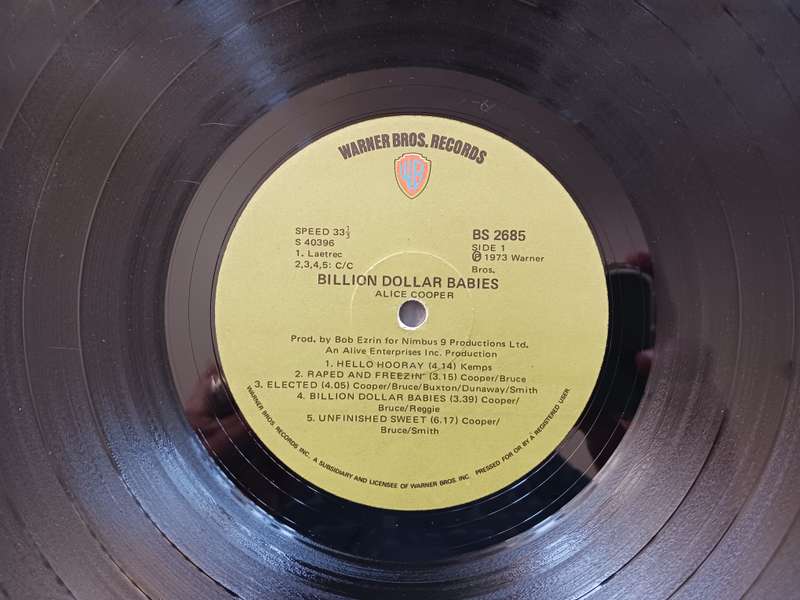 WARNER BROS. RECORDS
WB
SPEED 33⅓
S 40396
1. Laetrec
2,3,4,5: C/C
BS 2685
SIDE 1
Ⓟ 1973 Warner
Bros.
BILLION DOLLAR BABIES
ALICE COOPER
Prod. by Bob Ezrin for Nimbus 9 Productions Ltd.
An Alive Enterprises Inc. Production
1. HELLO HOORAY (4.14) Kemps
2. RAPED AND FREEZIN' (3.15) Cooper/Bruce
3. ELECTED (4.05) Cooper/Bruce/Buxton/Dunaway/Smith
4. BILLION DOLLAR BABIES (3.39) Cooper/
Bruce/Reggie
5. UNFINISHED SWEET (6.17) Cooper/
Bruce/Smith
WARNER BROS. RECORDS INC. A SUBSIDIARY AND LICENSEE OF WARNER BROS. INC. PRESSED FOR OR BY A REGISTERED USER